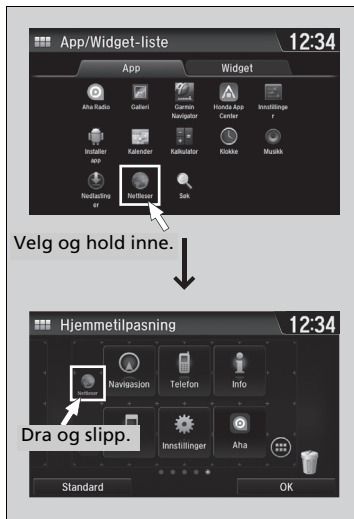 App/Widget-liste
12:34
App
Widget
Aha Radio
Galleri
Garmin
Navigator
Honda App
Center
Innstillinge
r
Installer
app
Kalender
Kalkulator
Klokke
Musikk
Nedlasting
er
Nettleser
Søk
Velg og hold inne.
Hjemmetilpasning
12:34
Nettleser
Navigasjon
Telefon
Info
Dra og slipp.
Innstillinger
Aha
Standard
OK